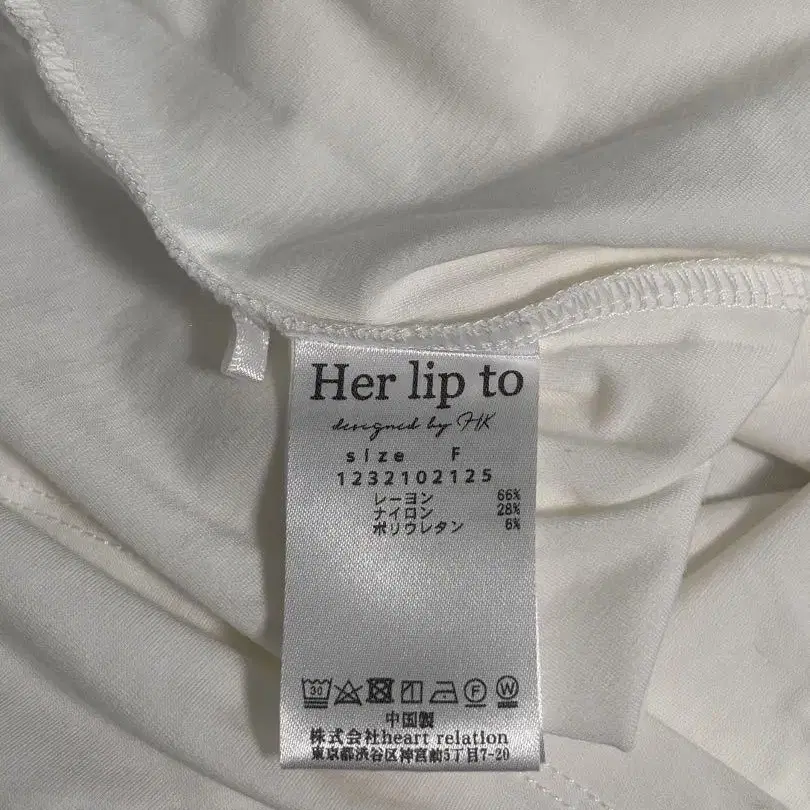 Her lip to
designed by HK
size F
1232102125
レーヨン 66%
ナイロン 28%
ポリウレタン 6%
30 F W
中国製
株式会社heart relation
東京都渋谷区神宮前5丁目7-20